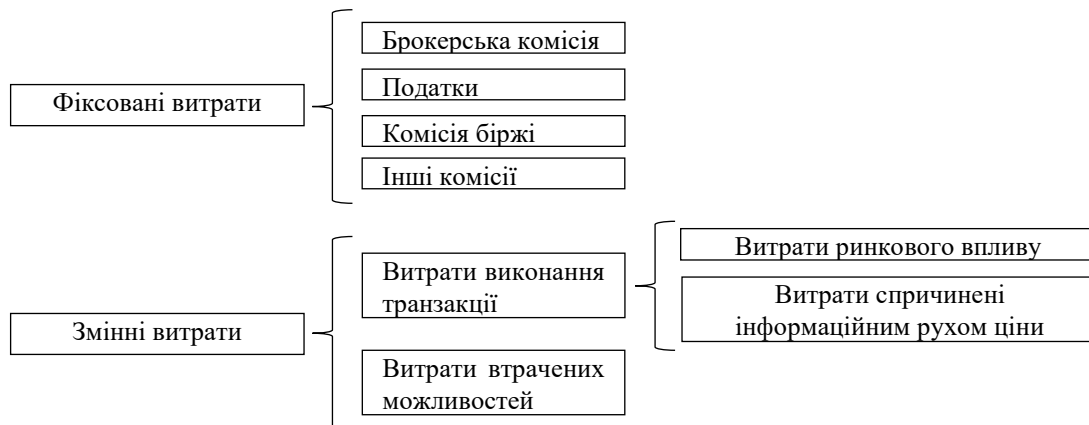 Брокерська комісія
Фіксовані витрати
Податки
Комісія біржі
Інші комісії
Витрати ринкового впливу
Витрати виконання
транзакції
Витрати спричинені
інформаційним рухом ціни
Змінні витрати
Витрати втрачених
можливостей